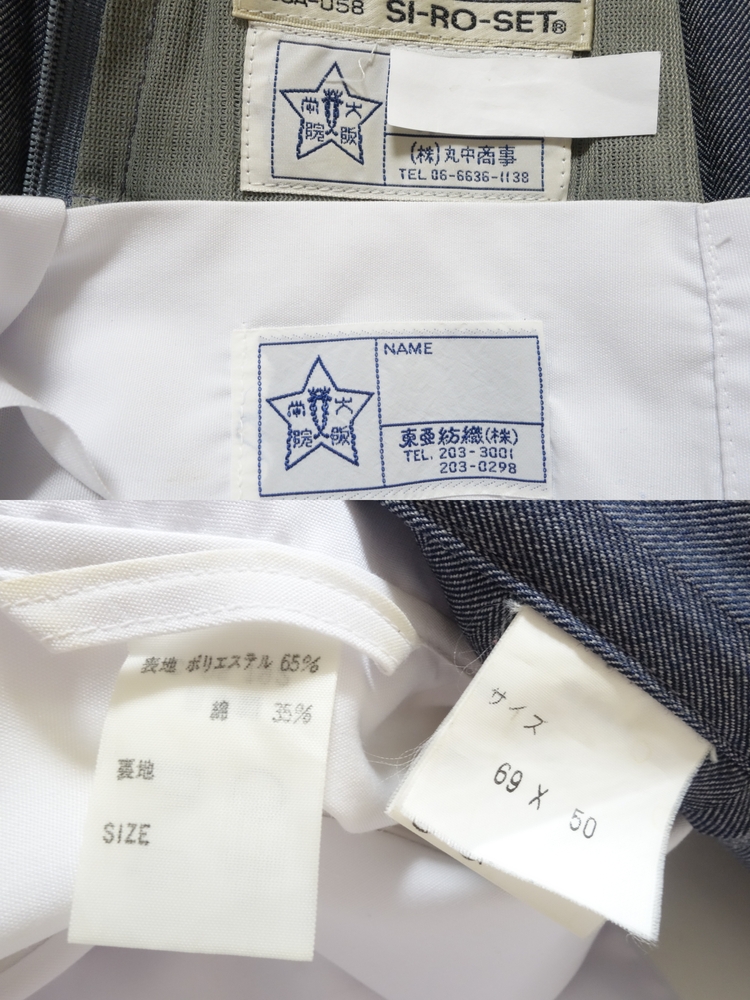 SA-058 SI-RO-SET®
大阪
院
(株)丸中商事
TEL 06-6636-1138
NAME
大阪
院
東亜紡織(株)
TEL. 203-3001
203-0298
表地 ポリエステル 65%
綿 35%
裏地
SIZE
サイズ
69 X 50